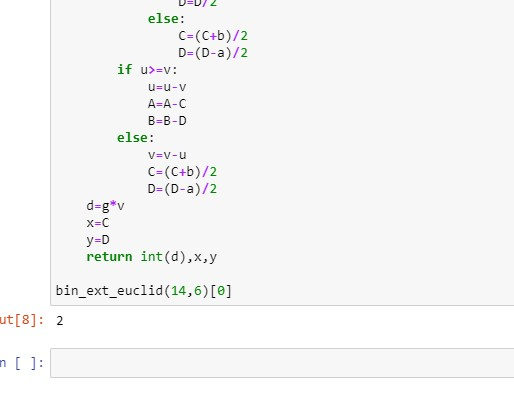 D=D/2
else:
C=(C+b)/2
D=(D-a)/2
if u>=v:
u=u-v
A=A-C
B=B-D
else:
v=v-u
C=(C+b)/2
D=(D-a)/2
d=g*v
x=C
y=D
return int(d),x,y
bin_ext_euclid(14,6)[0]
ut[8]: 2
n [ ]: